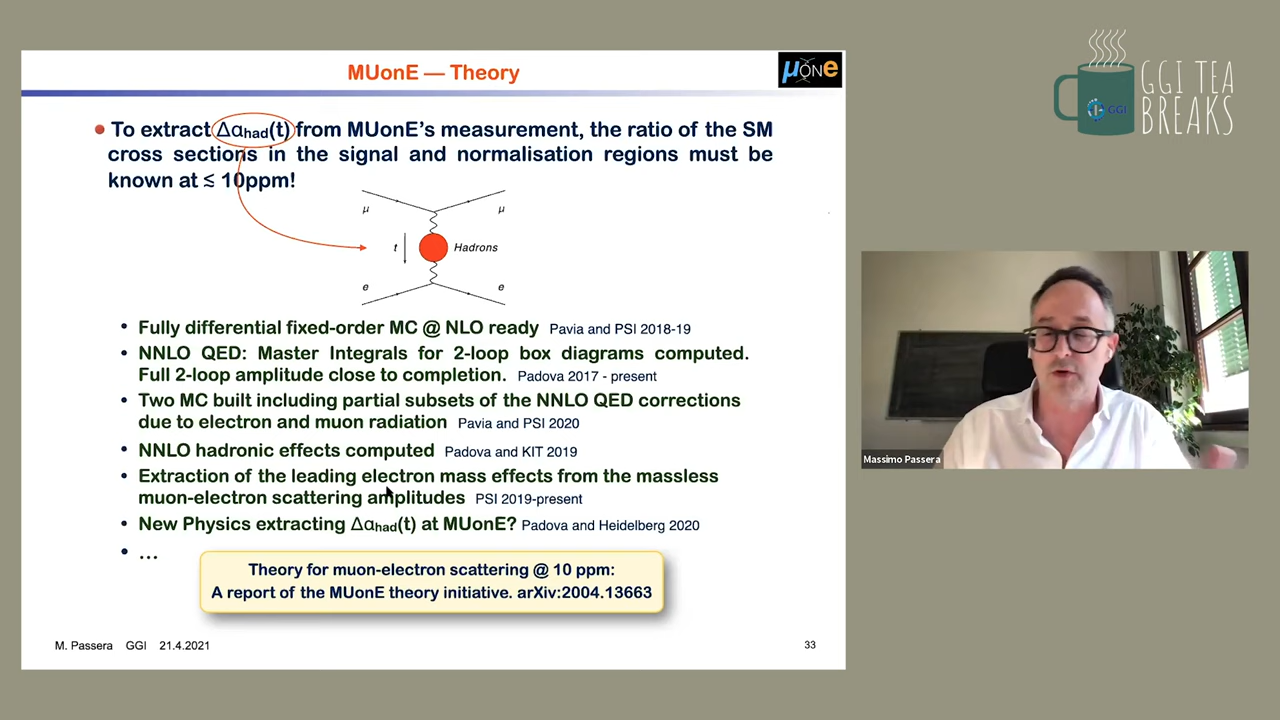 MUonE — Theory
μONe
GGI TEA
BREAKS
GGI
• To extract Δαhad(t) from MUonE's measurement, the ratio of the SM
cross sections in the signal and normalisation regions must be
known at ≲ 10ppm!
μ
μ
t
Hadrons
e
e
• Fully differential fixed-order MC @ NLO ready Pavia and PSI 2018-19
• NNLO QED: Master Integrals for 2-loop box diagrams computed.
Full 2-loop amplitude close to completion. Padova 2017 - present
• Two MC built including partial subsets of the NNLO QED corrections
due to electron and muon radiation Pavia and PSI 2020
• NNLO hadronic effects computed Padova and KIT 2019
• Extraction of the leading electron mass effects from the massless
muon-electron scattering amplitudes PSI 2019-present
• New Physics extracting Δαhad(t) at MUonE? Padova and Heidelberg 2020
• ...
Theory for muon-electron scattering @ 10 ppm:
A report of the MUonE theory initiative. arXiv:2004.13663
M. Passera GGI 21.4.2021
33
Massimo Passera